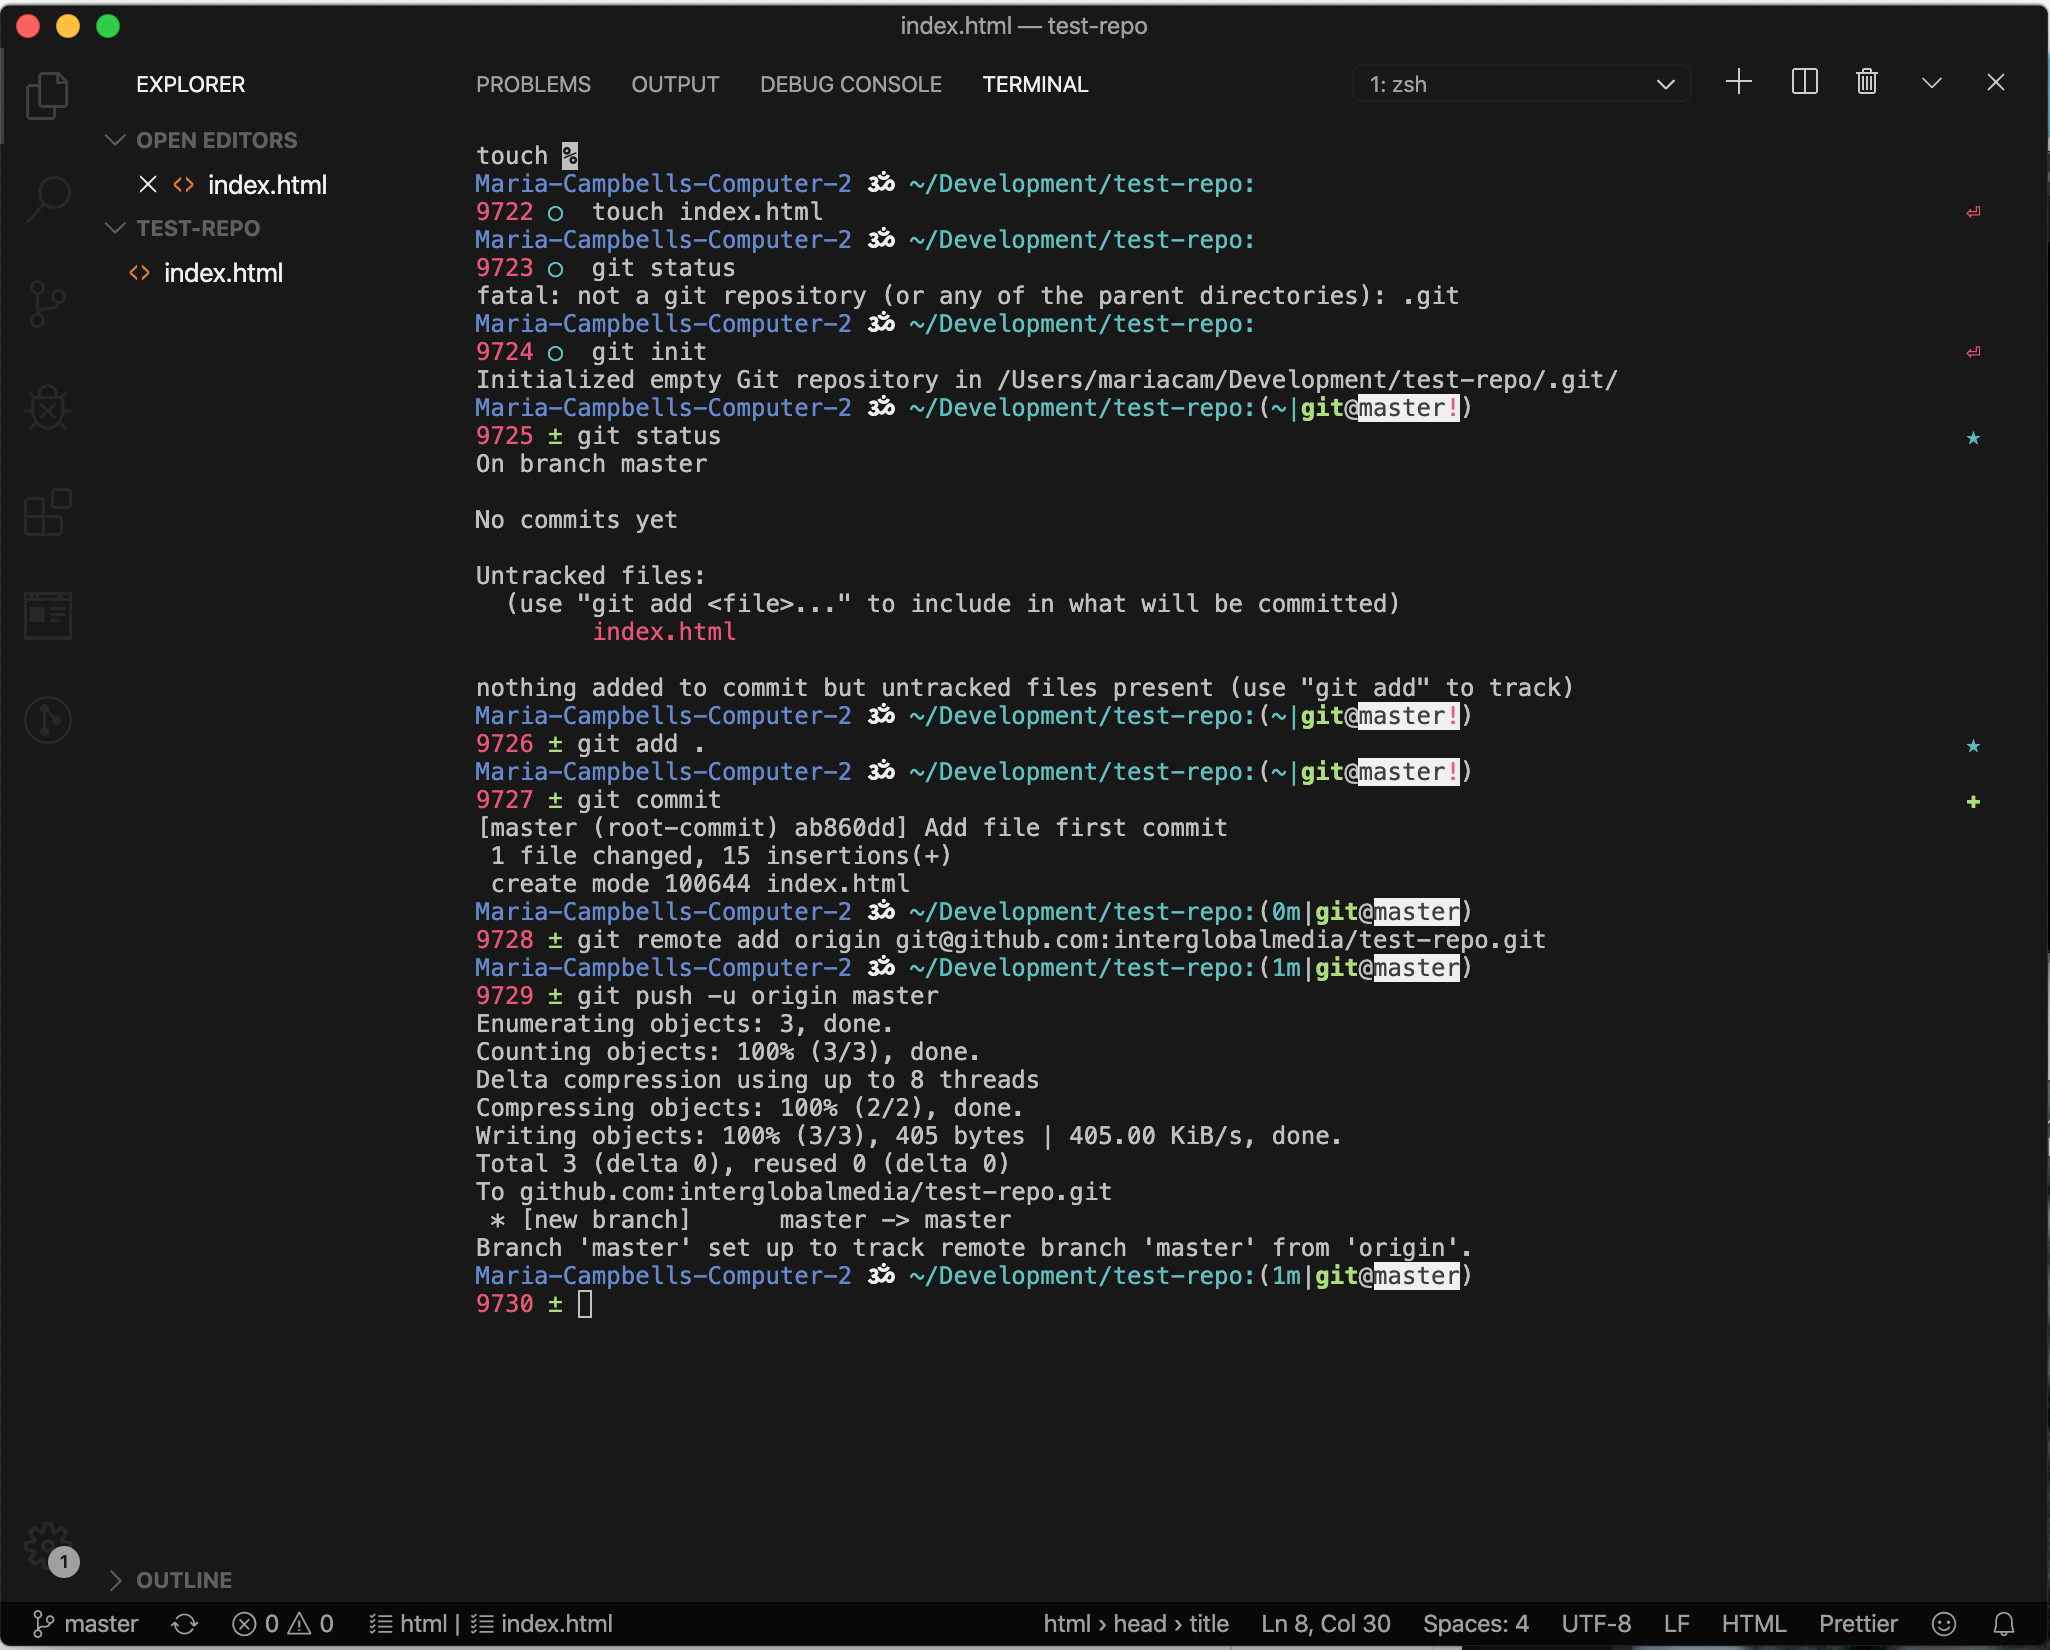 index.html — test-repo
EXPLORER
OPEN EDITORS
index.html
TEST-REPO
index.html
PROBLEMS OUTPUT DEBUG CONSOLE TERMINAL
1: zsh
touch %
Maria-Campbells-Computer-2 ॐ ~/Development/test-repo:
9722 ○ touch index.html ⏎
Maria-Campbells-Computer-2 ॐ ~/Development/test-repo:
9723 ○ git status
fatal: not a git repository (or any of the parent directories): .git
Maria-Campbells-Computer-2 ॐ ~/Development/test-repo:
9724 ○ git init ⏎
Initialized empty Git repository in /Users/mariacam/Development/test-repo/.git/
Maria-Campbells-Computer-2 ॐ ~/Development/test-repo:(~|git@master!)
9725 ± git status ★
On branch master
No commits yet
Untracked files:
(use "git add <file>..." to include in what will be committed)
index.html
nothing added to commit but untracked files present (use "git add" to track)
Maria-Campbells-Computer-2 ॐ ~/Development/test-repo:(~|git@master!)
9726 ± git add . ★
Maria-Campbells-Computer-2 ॐ ~/Development/test-repo:(~|git@master!)
9727 ± git commit ✚
[master (root-commit) ab860dd] Add file first commit
1 file changed, 15 insertions(+)
create mode 100644 index.html
Maria-Campbells-Computer-2 ॐ ~/Development/test-repo:(0m|git@master)
9728 ± git remote add origin git@github.com:interglobalmedia/test-repo.git
Maria-Campbells-Computer-2 ॐ ~/Development/test-repo:(1m|git@master)
9729 ± git push -u origin master
Enumerating objects: 3, done.
Counting objects: 100% (3/3), done.
Delta compression using up to 8 threads
Compressing objects: 100% (2/2), done.
Writing objects: 100% (3/3), 405 bytes | 405.00 KiB/s, done.
Total 3 (delta 0), reused 0 (delta 0)
To github.com:interglobalmedia/test-repo.git
* [new branch] master -> master
Branch 'master' set up to track remote branch 'master' from 'origin'.
Maria-Campbells-Computer-2 ॐ ~/Development/test-repo:(1m|git@master)
9730 ±
1
OUTLINE
master 0 0 html | index.html html › head › title Ln 8, Col 30 Spaces: 4 UTF-8 LF HTML Prettier